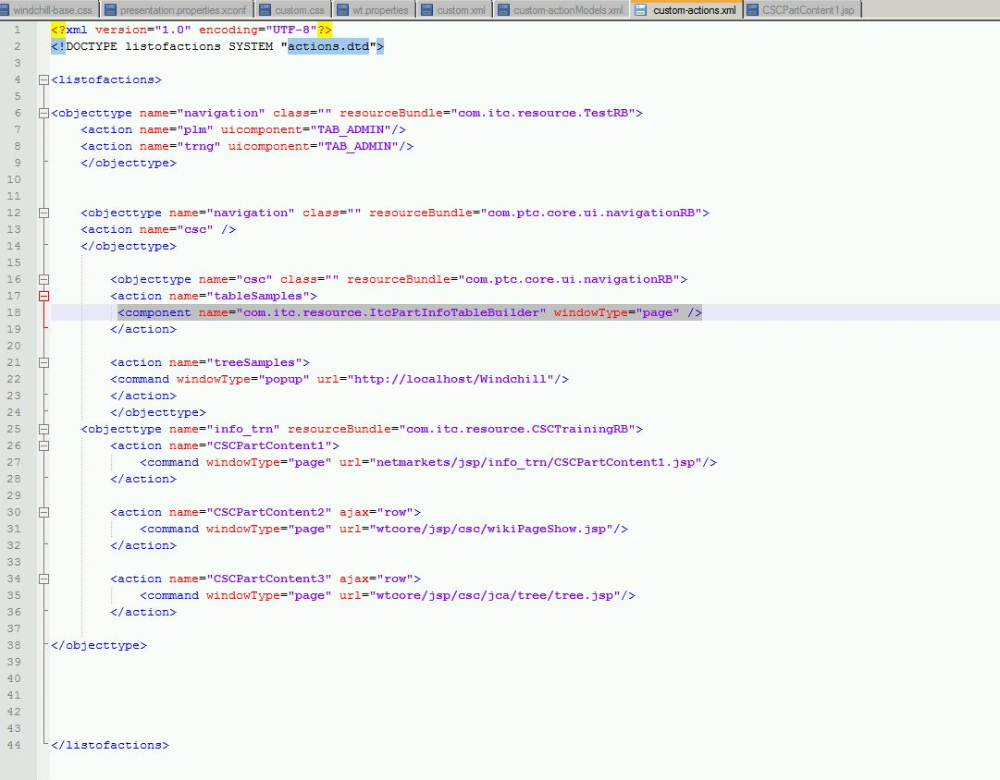 windchill-base.css presentation.properties.xconf custom.css wt.properties custom.xml custom-actionModels.xml custom-actions.xml CSCPartContent1.jsp
1 <?xml version="1.0" encoding="UTF-8"?>
2 <!DOCTYPE listofactions SYSTEM "actions.dtd">
3
4 <listofactions>
5
6 <objecttype name="navigation" class="" resourceBundle="com.itc.resource.TestRB">
7 <action name="plm" uicomponent="TAB_ADMIN"/>
8 <action name="trng" uicomponent="TAB_ADMIN"/>
9 </objecttype>
10
11
12 <objecttype name="navigation" class="" resourceBundle="com.ptc.core.ui.navigationRB">
13 <action name="csc" />
14 </objecttype>
15
16 <objecttype name="csc" class="" resourceBundle="com.ptc.core.ui.navigationRB">
17 <action name="tableSamples">
18 <component name="com.itc.resource.ItcPartInfoTableBuilder" windowType="page" />
19 </action>
20
21 <action name="treeSamples">
22 <command windowType="popup" url="http://localhost/Windchill"/>
23 </action>
24 </objecttype>
25 <objecttype name="info_trn" resourceBundle="com.itc.resource.CSCTrainingRB">
26 <action name="CSCPartContent1">
27 <command windowType="page" url="netmarkets/jsp/info_trn/CSCPartContent1.jsp"/>
28 </action>
29
30 <action name="CSCPartContent2" ajax="row">
31 <command windowType="page" url="wtcore/jsp/csc/wikiPageShow.jsp"/>
32 </action>
33
34 <action name="CSCPartContent3" ajax="row">
35 <command windowType="page" url="wtcore/jsp/csc/jca/tree/tree.jsp"/>
36 </action>
37
38 </objecttype>
39
40
41
42
43
44 </listofactions>